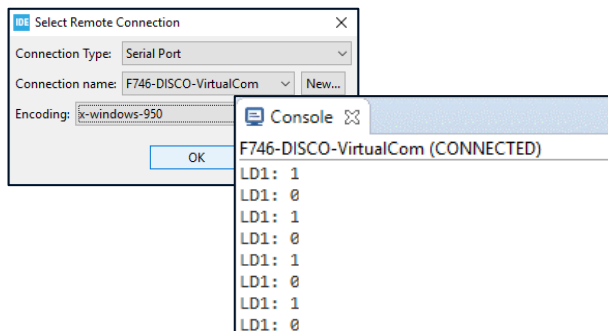 IDE Select Remote Connection
Connection Type: Serial Port
Connection name: F746-DISCO-VirtualCom New...
Encoding: x-windows-950
OK
Console
F746-DISCO-VirtualCom (CONNECTED)
LD1: 1
LD1: 0
LD1: 1
LD1: 0
LD1: 1
LD1: 0
LD1: 1
LD1: 0